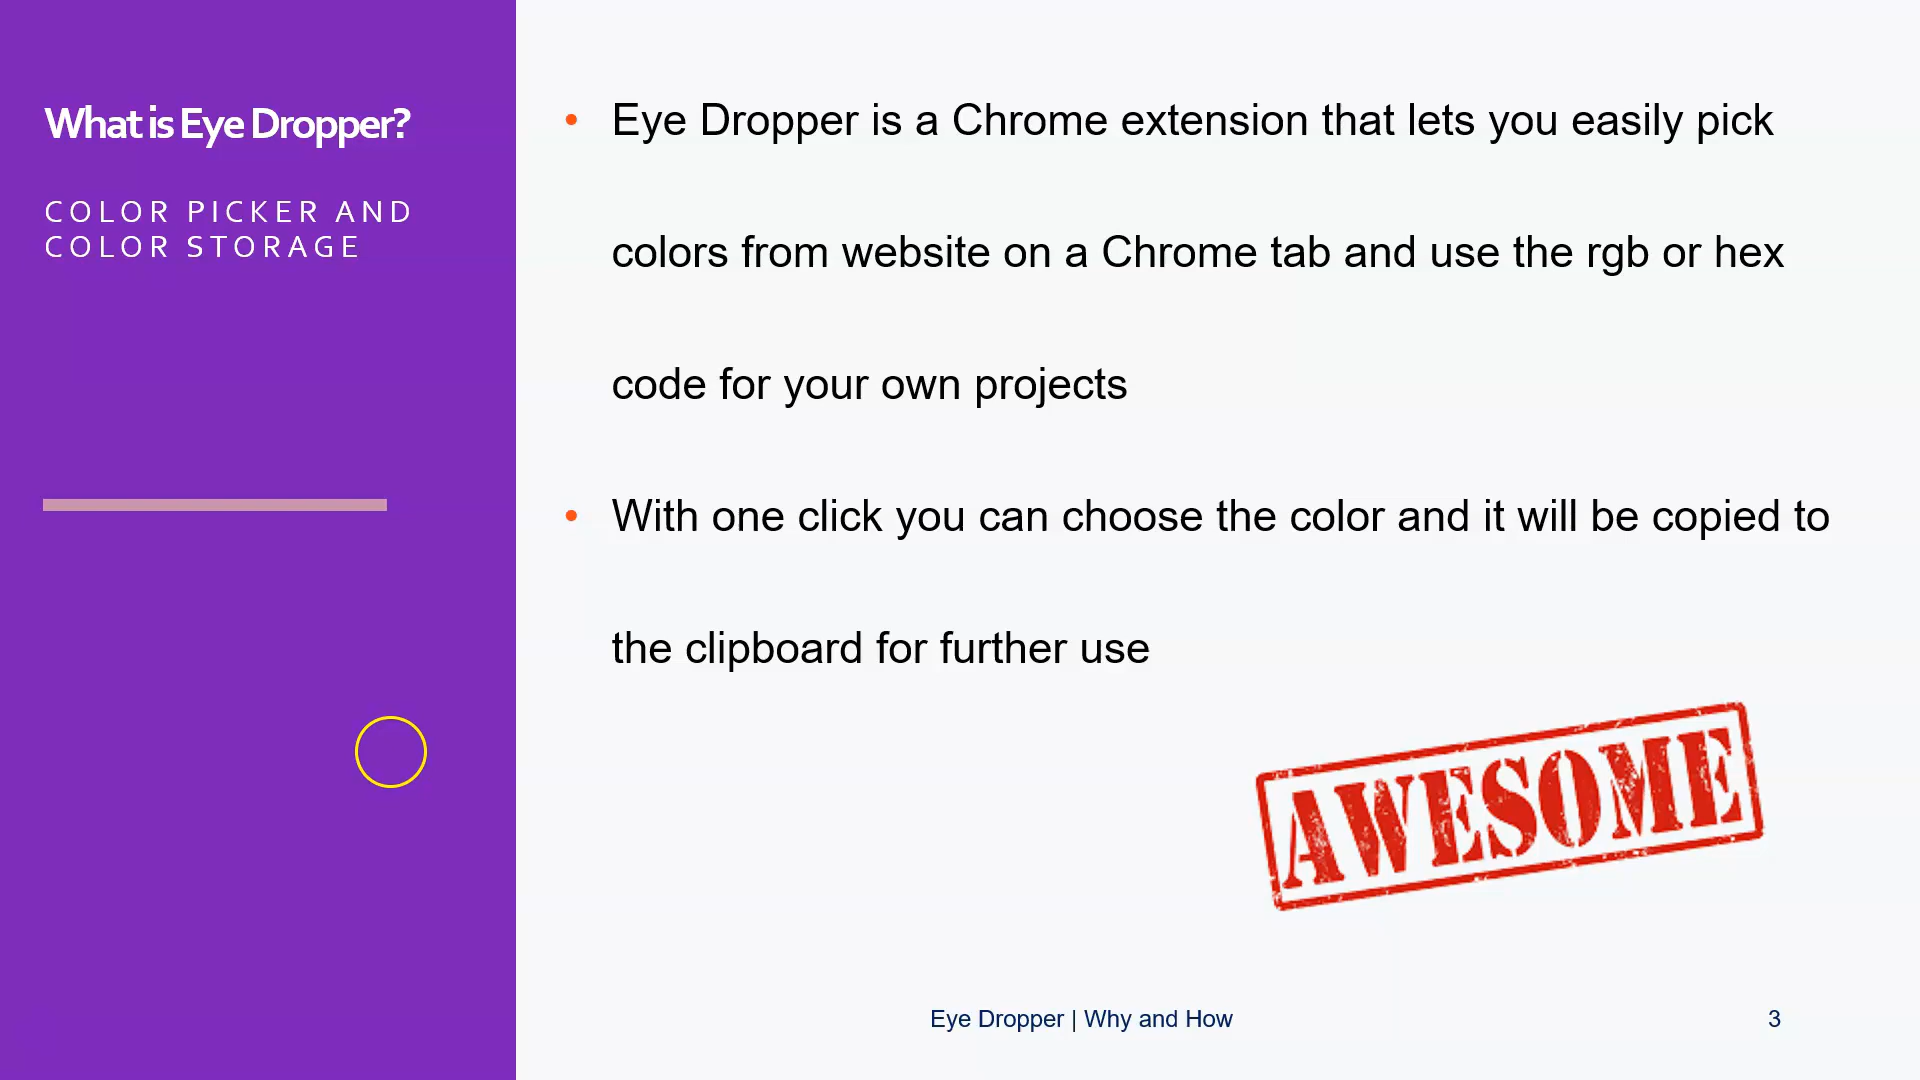 What is Eye Dropper?
COLOR PICKER AND
COLOR STORAGE
• Eye Dropper is a Chrome extension that lets you easily pick
colors from website on a Chrome tab and use the rgb or hex
code for your own projects
• With one click you can choose the color and it will be copied to
the clipboard for further use
AWESOME
Eye Dropper | Why and How
3